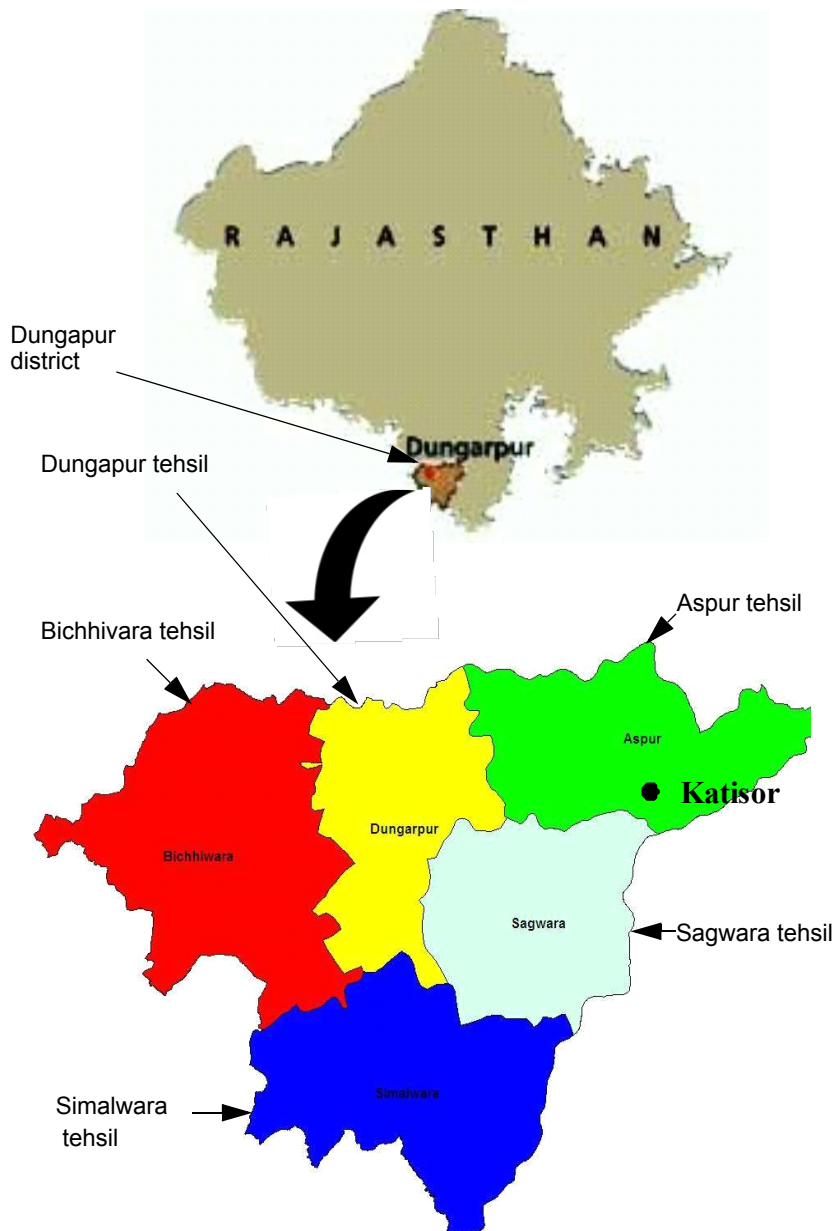 R A J A S T H A N
Dungapur
district
Dungarpur
Dungapur tehsil
Aspur tehsil
Bichhivara tehsil
Aspur
Katisor
Dungarpur
Bichhiwara
Sagwara
Sagwara tehsil
Simalwara
Simalwara
tehsil